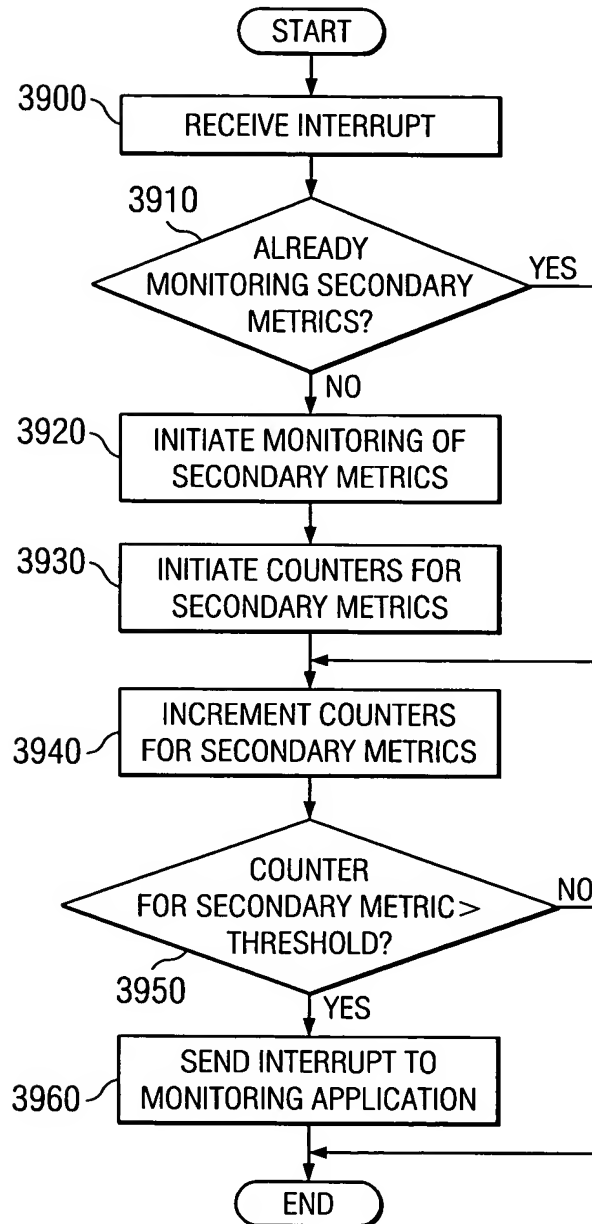 START
3900
RECEIVE INTERRUPT
3910
ALREADY
MONITORING SECONDARY
METRICS?
YES
NO
3920
INITIATE MONITORING OF
SECONDARY METRICS
3930
INITIATE COUNTERS FOR
SECONDARY METRICS
INCREMENT COUNTERS
FOR SECONDARY METRICS
3940
COUNTER
FOR SECONDARY METRIC>
THRESHOLD?
NO
3950
YES
SEND INTERRUPT TO
MONITORING APPLICATION
3960
END